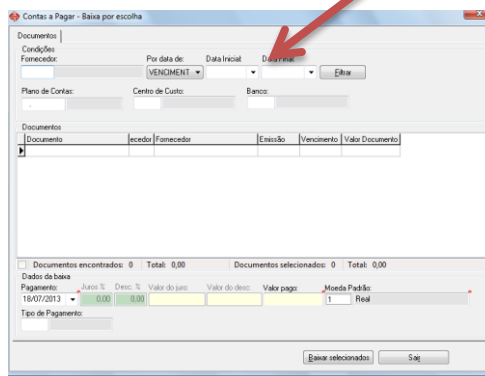 Contas a Pagar - Baixa por escolha
Documentos
Condições
Fornecedor: Por data de: Data Inicial: Data Final:
VENCIMENT Filtrar
Plano de Contas: Centro de Custo: Banco:
.
Documentos
Documento ecedor Fornecedor Emissão Vencimento Valor Documento
Documentos encontrados: 0 Total: 0,00 Documentos selecionados: 0 Total: 0,00
Dados da baixa
Pagamento: Juros % Desc. % Valor do juro: Valor do desc: Valor pago: Moeda Padrão:
18/07/2013 0,00 0,00 1 Real
Tipo de Pagamento:
Baixar selecionados Sair